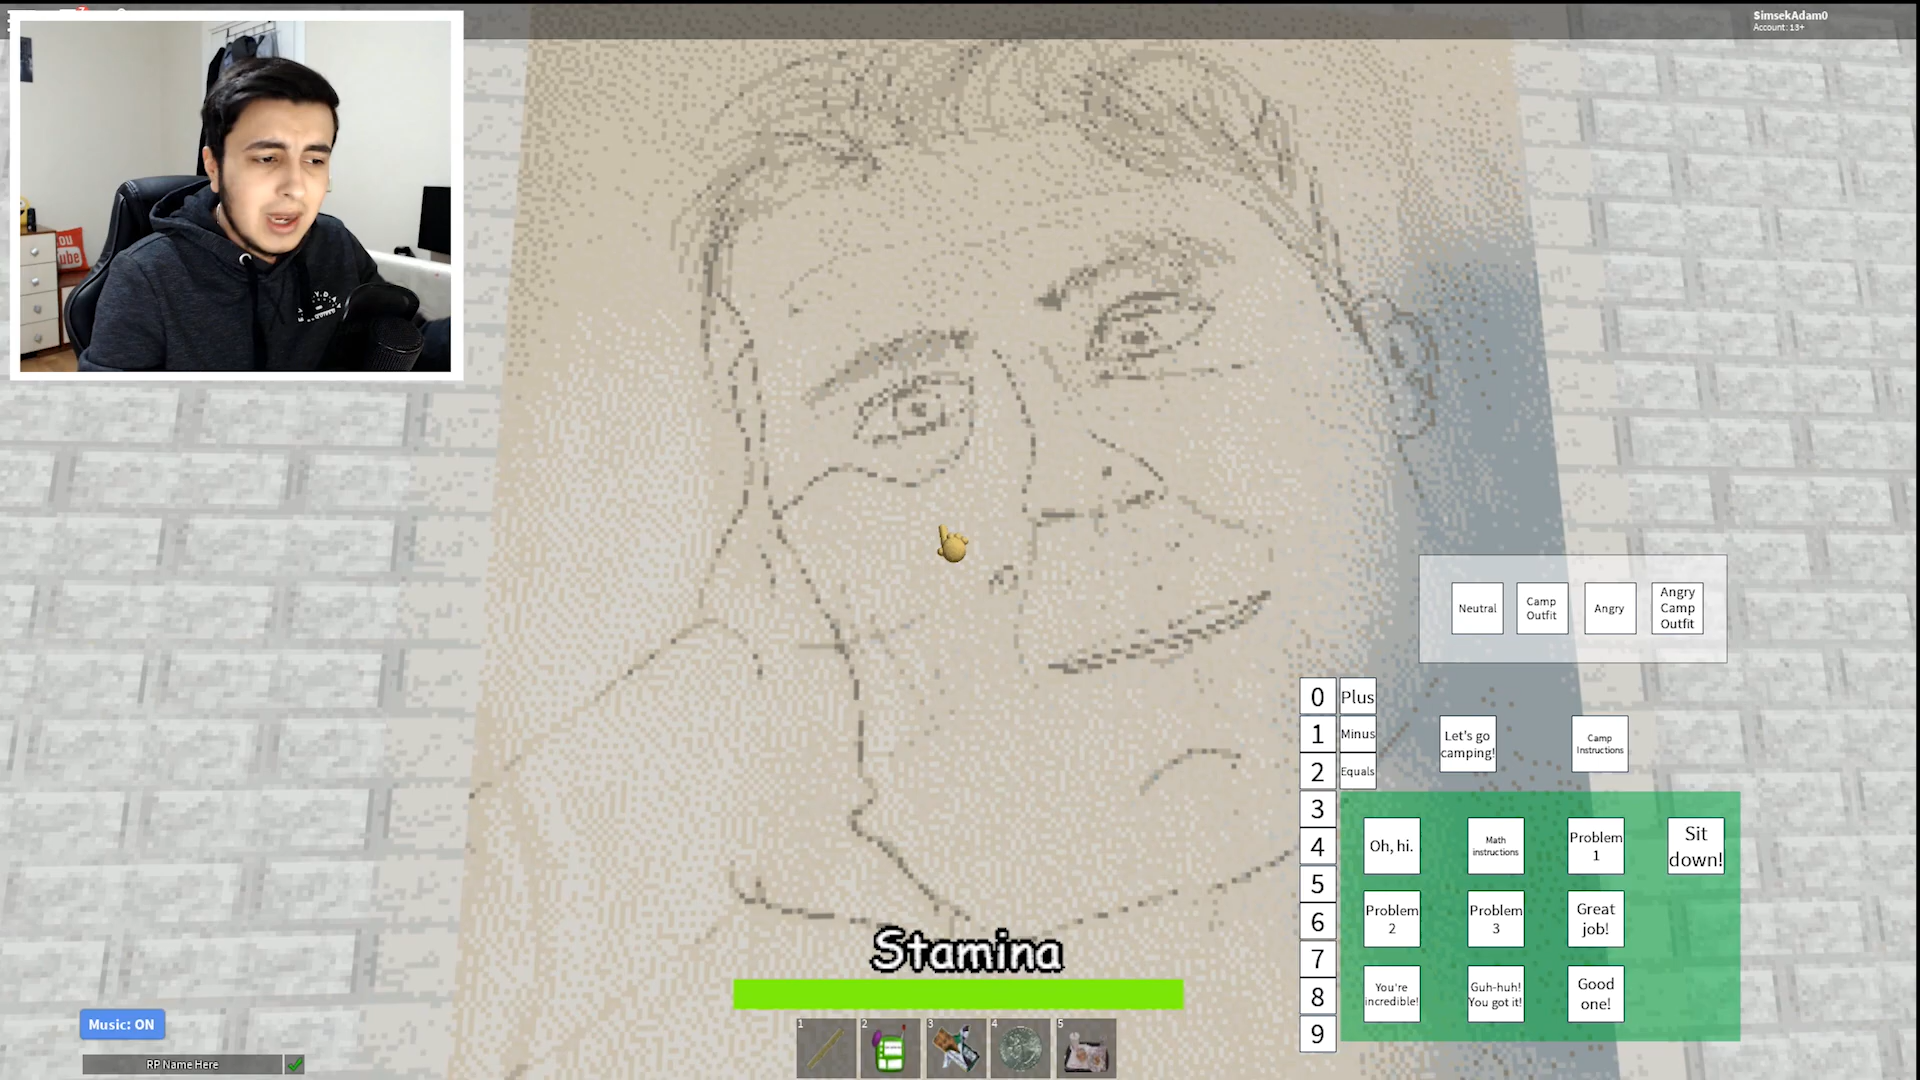 SimsekAdam0
Account: 13+
You
Tube
Neutral
Camp
Outfit
Angry
Angry
Camp
Outfit
0
Plus
1
Minus
2
Equals
3
4
5
6
7
8
9
Let's go
camping!
Camp
Instructions
Oh, hi.
Math
instructions
Problem
1
Sit
down!
Problem
2
Problem
3
Great
job!
You're
incredible!
Guh-huh!
You got it!
Good
one!
Stamina
1
2
3
4
5
Music: ON
RP Name Here